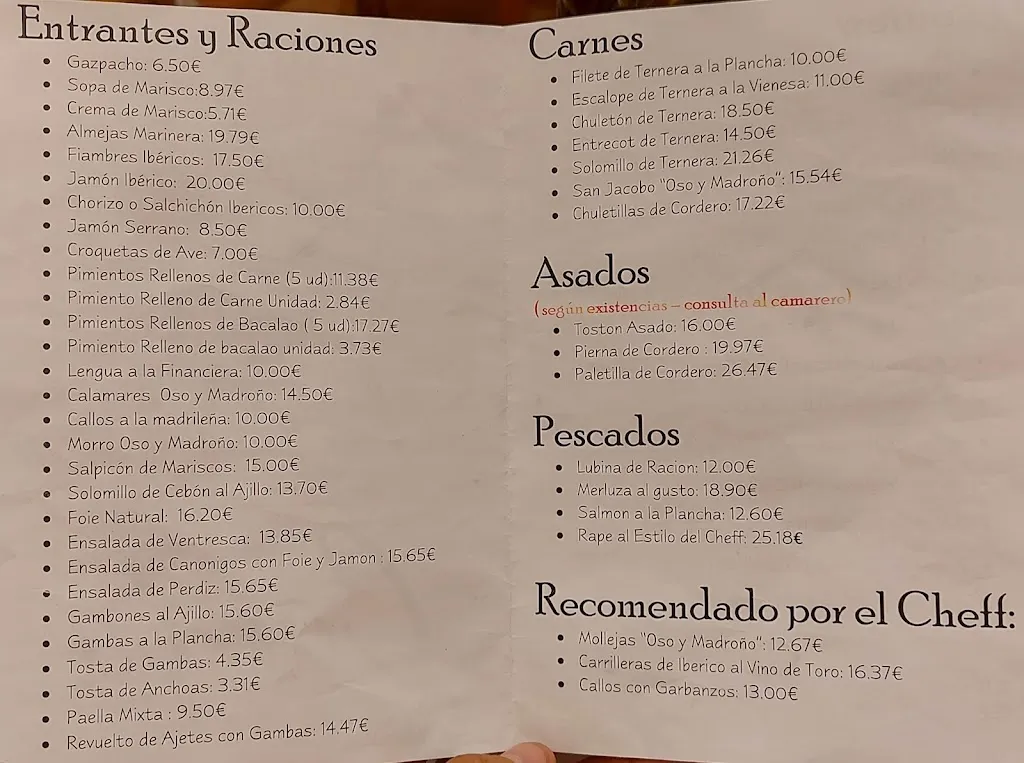 Entrantes y Raciones
• Gazpacho: 6.50€
• Sopa de Marisco:8.97€
• Crema de Marisco:5.71€
• Almejas Marinera: 19.79€
• Fiambres Ibéricos: 17.50€
• Jamón Ibérico: 20.00€
• Chorizo o Salchichón Ibericos: 10.00€
• Jamón Serrano: 8.50€
• Croquetas de Ave: 7.00€
• Pimientos Rellenos de Carne (5 ud):11.38€
• Pimiento Relleno de Carne Unidad: 2.84€
• Pimientos Rellenos de Bacalao ( 5 ud):17.27€
• Pimiento Relleno de bacalao unidad: 3.73€
• Lengua a la Financiera: 10.00€
• Calamares Oso y Madroño: 14.50€
• Callos a la madrileña: 10.00€
• Morro Oso y Madroño: 10.00€
• Salpicón de Mariscos: 15.00€
• Solomillo de Cebón al Ajillo: 13.70€
• Foie Natural: 16.20€
• Ensalada de Ventresca: 13.85€
• Ensalada de Canonigos con Foie y Jamon : 15.65€
• Ensalada de Perdiz: 15.65€
• Gambones al Ajillo: 15.60€
• Gambas a la Plancha: 15.60€
• Tosta de Gambas: 4.35€
• Tosta de Anchoas: 3.31€
• Paella Mixta : 9.50€
• Revuelto de Ajetes con Gambas: 14.47€
Carnes
• Filete de Ternera a la Plancha: 10.00€
• Escalope de Ternera a la Vienesa: 11.00€
• Chuletón de Ternera: 18.50€
• Entrecot de Ternera: 14.50€
• Solomillo de Ternera: 21.26€
• San Jacobo "Oso y Madroño": 15.54€
• Chuletillas de Cordero: 17.22€
Asados
(según existencias – consulta al camarero)
• Toston Asado: 16.00€
• Pierna de Cordero : 19.97€
• Paletilla de Cordero: 26.47€
Pescados
• Lubina de Racion: 12.00€
• Merluza al gusto: 18.90€
• Salmon a la Plancha: 12.60€
• Rape al Estilo del Cheff: 25.18€
Recomendado por el Cheff:
• Mollejas "Oso y Madroño": 12.67€
• Carrilleras de Iberico al Vino de Toro: 16.37€
• Callos con Garbanzos: 13.00€